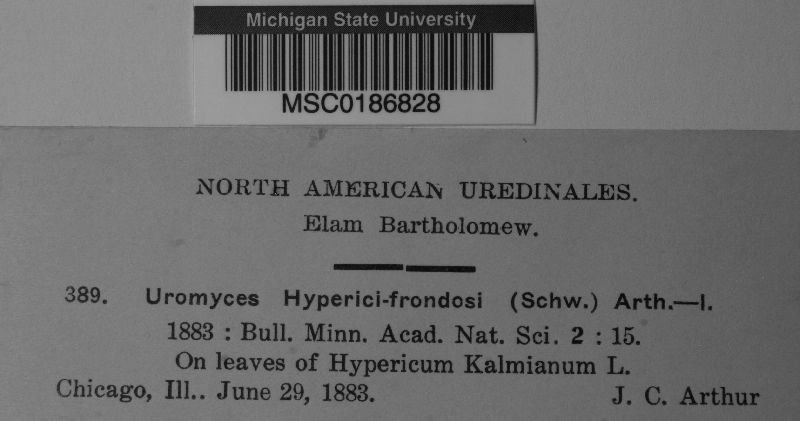 Michigan State University
MSC0186828
NORTH AMERICAN UREDINALES.
Elam Bartholomew.
389. Uromyces Hyperici-frondosi (Schw.) Arth.—I.
1883 : Bull. Minn. Acad. Nat. Sci. 2 : 15.
On leaves of Hypericum Kalmianum L.
Chicago, Ill.. June 29, 1883. J. C. Arthur